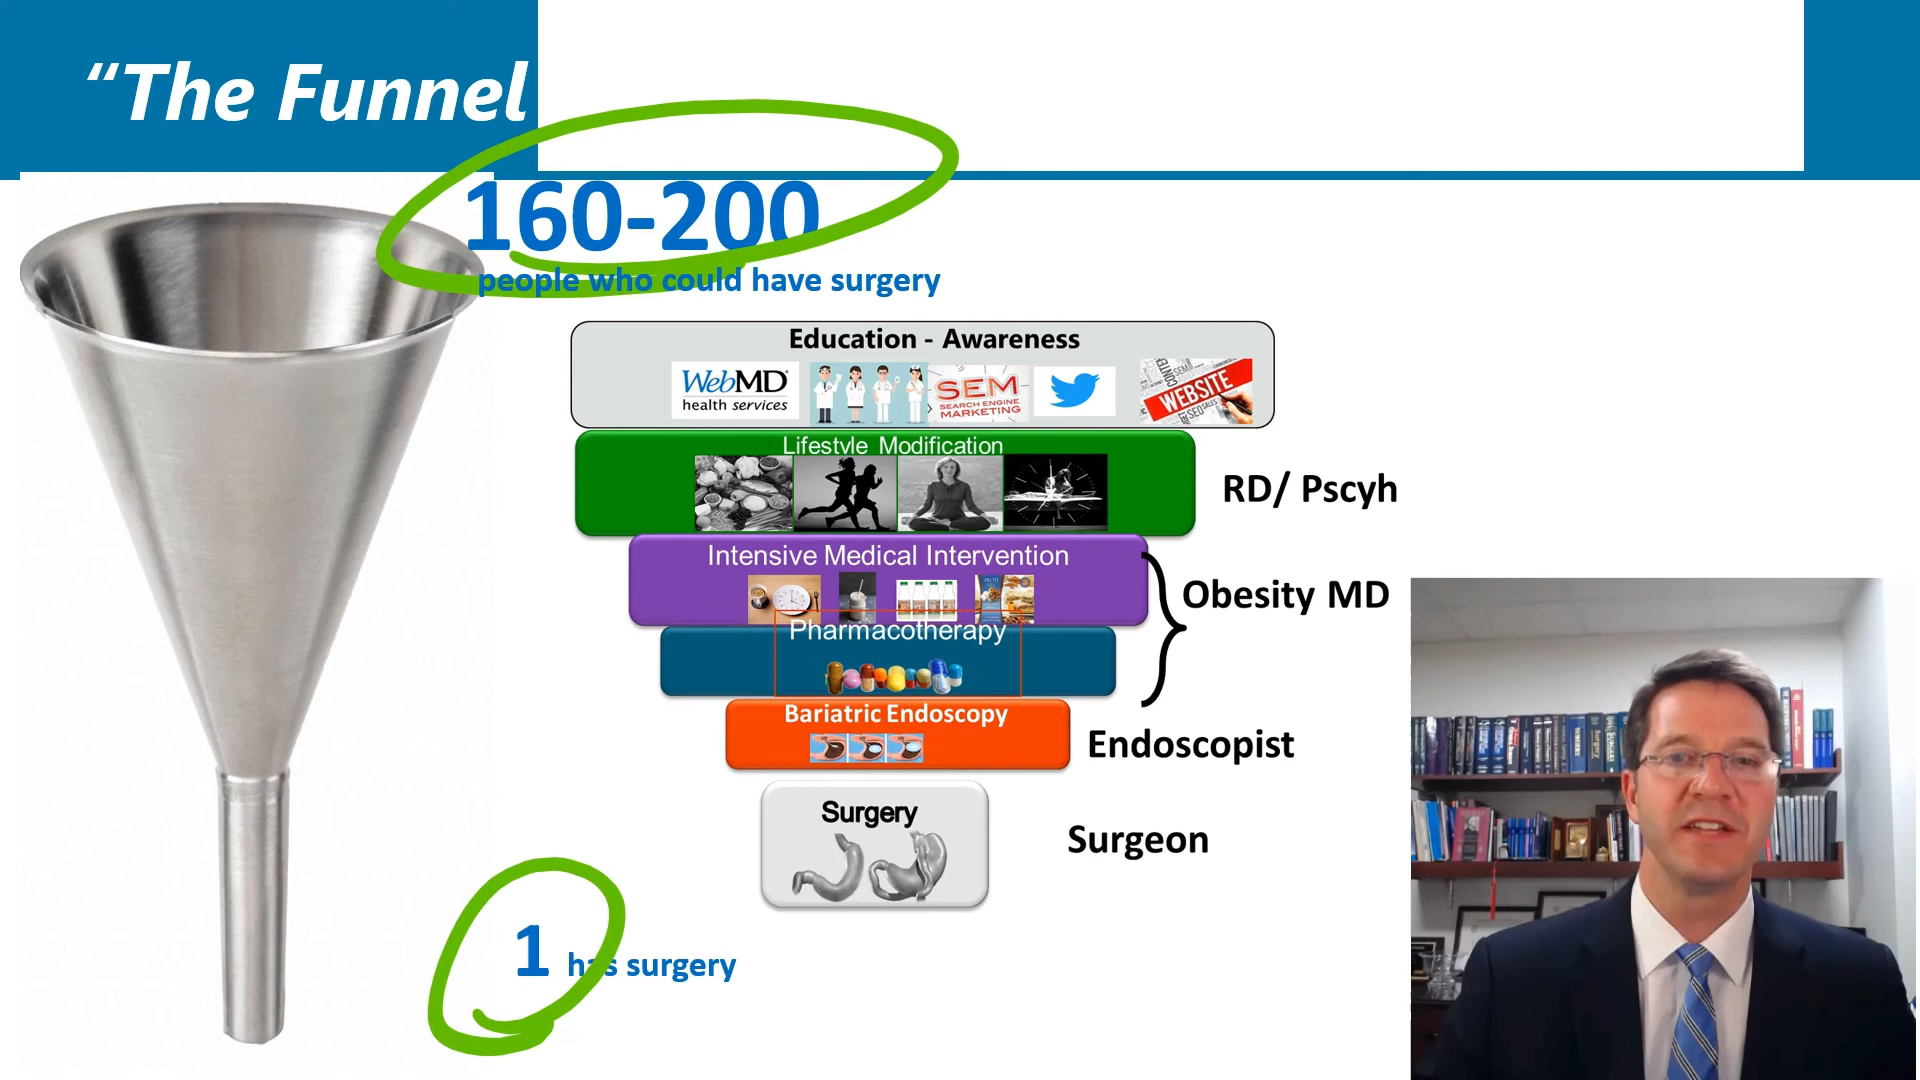 “The Funnel
160-200
people who could have surgery
Education - Awareness
WebMD
health services
SEM
SEARCH ENGINE
MARKETING
WEBSITE
Lifestyle Modification
RD/ Pscyh
Intensive Medical Intervention
Obesity MD
Pharmacotherapy
Bariatric Endoscopy
Endoscopist
Surgery
Surgeon
1 has surgery